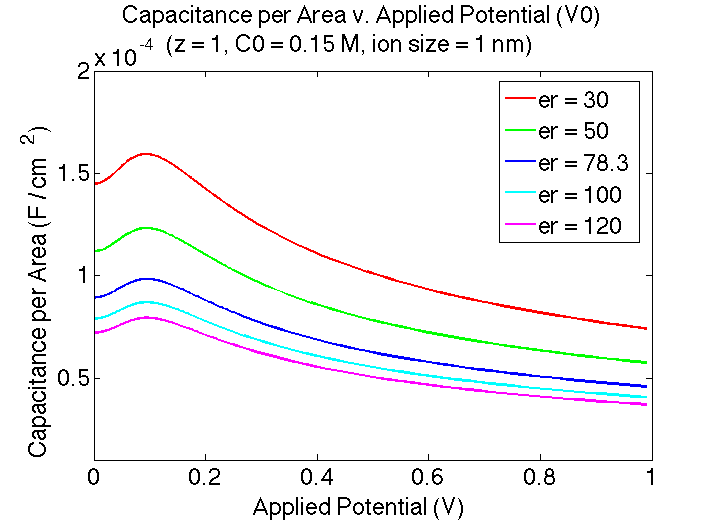 Capacitance per Area v. Applied Potential (V0)
x 10^-4 (z = 1, C0 = 0.15 M, ion size = 1 nm)
2
1.5
1
0.5
Capacitance per Area (F / cm^2)
er = 30
er = 50
er = 78.3
er = 100
er = 120
0 0.2 0.4 0.6 0.8 1
Applied Potential (V)